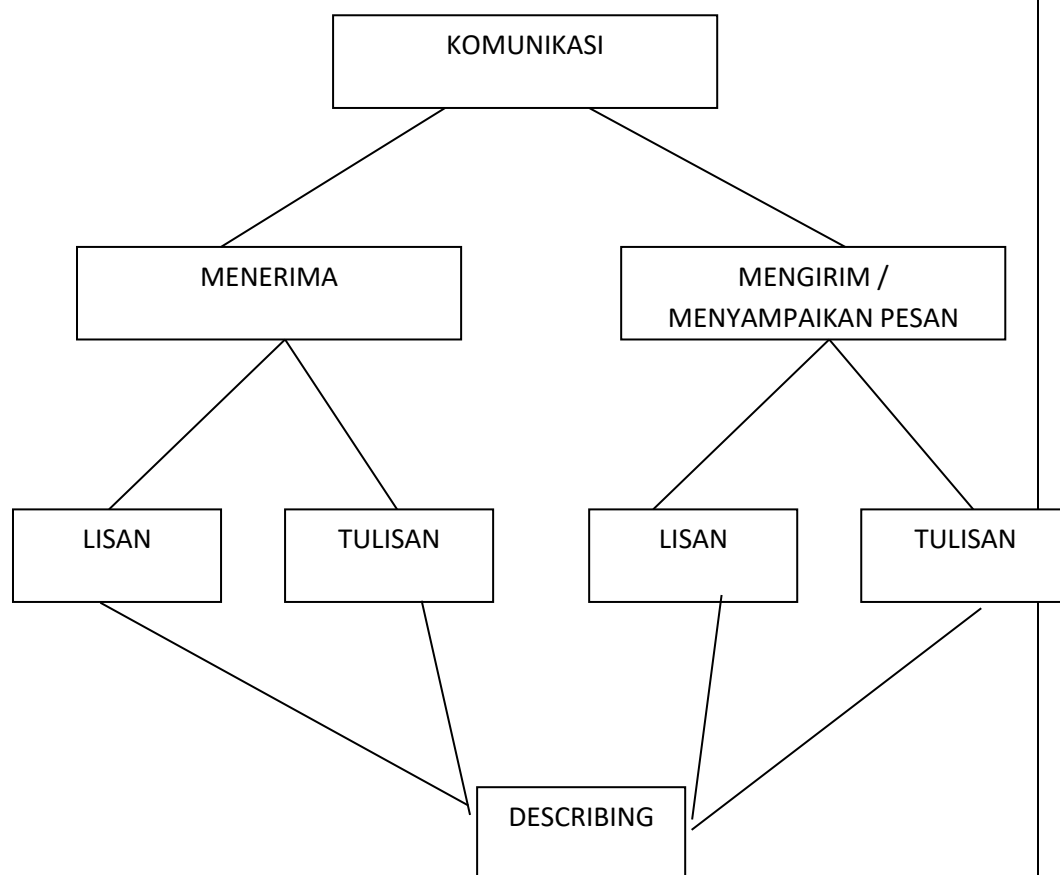 KOMUNIKASI
MENERIMA
MENGIRIM /
MENYAMPAIKAN PESAN
LISAN
TULISAN
LISAN
TULISAN
DESCRIBING